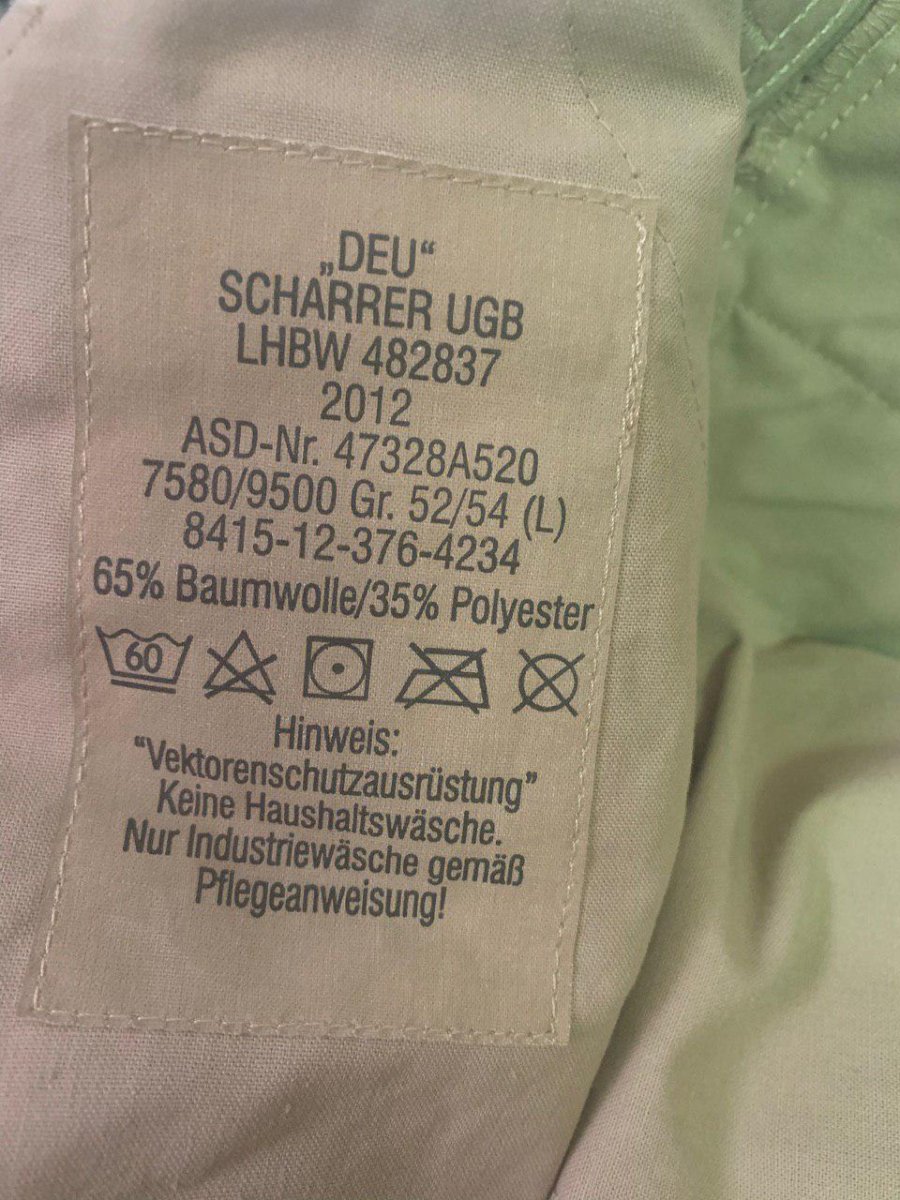 „DEU“
SCHARRER UGB
LHBW 482837
2012
ASD-Nr. 47328A520
7580/9500 Gr. 52/54 (L)
8415-12-376-4234
65% Baumwolle/35% Polyester
60
Hinweis:
“Vektorenschutzausrüstung”
Keine Haushaltswäsche.
Nur Industriewäsche gemäß
Pflegeanweisung!